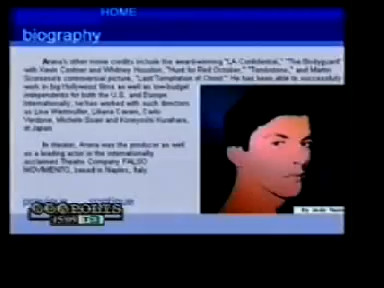 HOME
biography
Arena's other movie credits include the award-winning "LA Confidential," "The Bodyguard"
with Kevin Costner and Whitney Houston, "Hunt for Red October," "Tombstone," and Martin
Scorsese's commercial picture, "Last Temptation of Christ." He has been able to successfully
work in big Hollywood films as well as low-budget
independents for both the U.S. and Europe.
Internationally, he has worked with such directors
as Lina Wertmuller, Liliana Cavani, Carlo
Verdone, Michele Soavi and Koreyoshi Kurahara,
of Japan.
In theater, Arena was the producer as well
as a leading actor in the internationally
acclaimed Theatre Company FALSO
MOVIMENTO, based in Naples, Italy.
By Andy